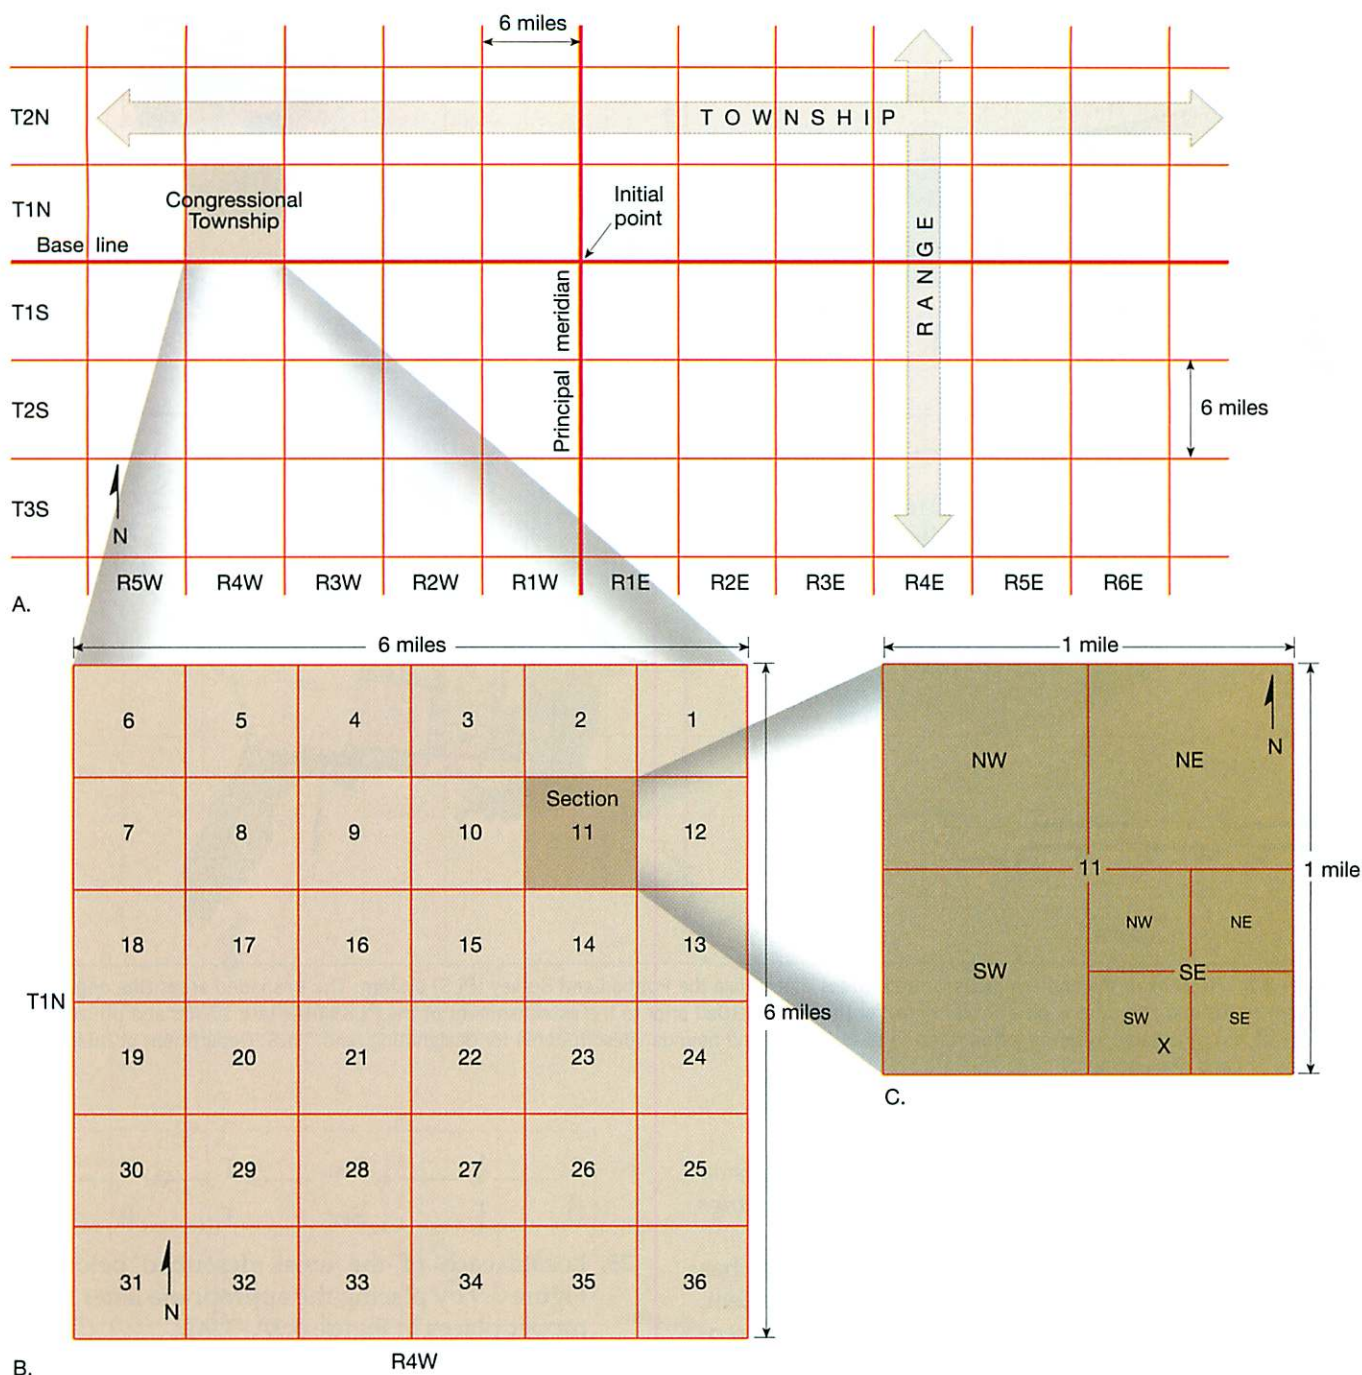 6 miles
T2N
TOWNSHIP
T1N
Congressional
Township
Initial
point
Base line
RANGE
T1S
Principal meridian
T2S
6 miles
T3S
N
R5W R4W R3W R2W R1W R1E R2E R3E R4E R5E R6E
A.
6 miles
6 5 4 3 2 1
Section
7 8 9 10 11 12
18 17 16 15 14 13
T1N
6 miles
19 20 21 22 23 24
30 29 28 27 26 25
31 32 33 34 35 36
N
R4W
B.
1 mile
N
NW NE
11
1 mile
NW NE
SW SE
SW SE
X
C.